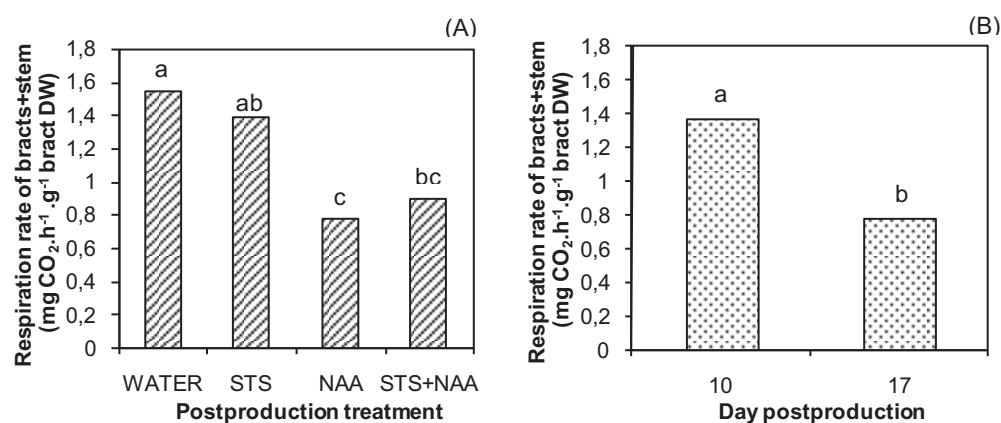 (A)
Respiration rate of bracts+stem
(mg CO₂.h⁻¹.g⁻¹ bract DW)
1,8
1,6
1,4
1,2
1
0,8
0,6
0,4
0,2
0
a
ab
c
bc
WATER STS NAA STS+NAA
Postproduction treatment
(B)
Respiration rate of bracts+stem
(mg CO₂.h⁻¹.g⁻¹ bract DW)
1,8
1,6
1,4
1,2
1
0,8
0,6
0,4
0,2
0
a
b
10 17
Day postproduction